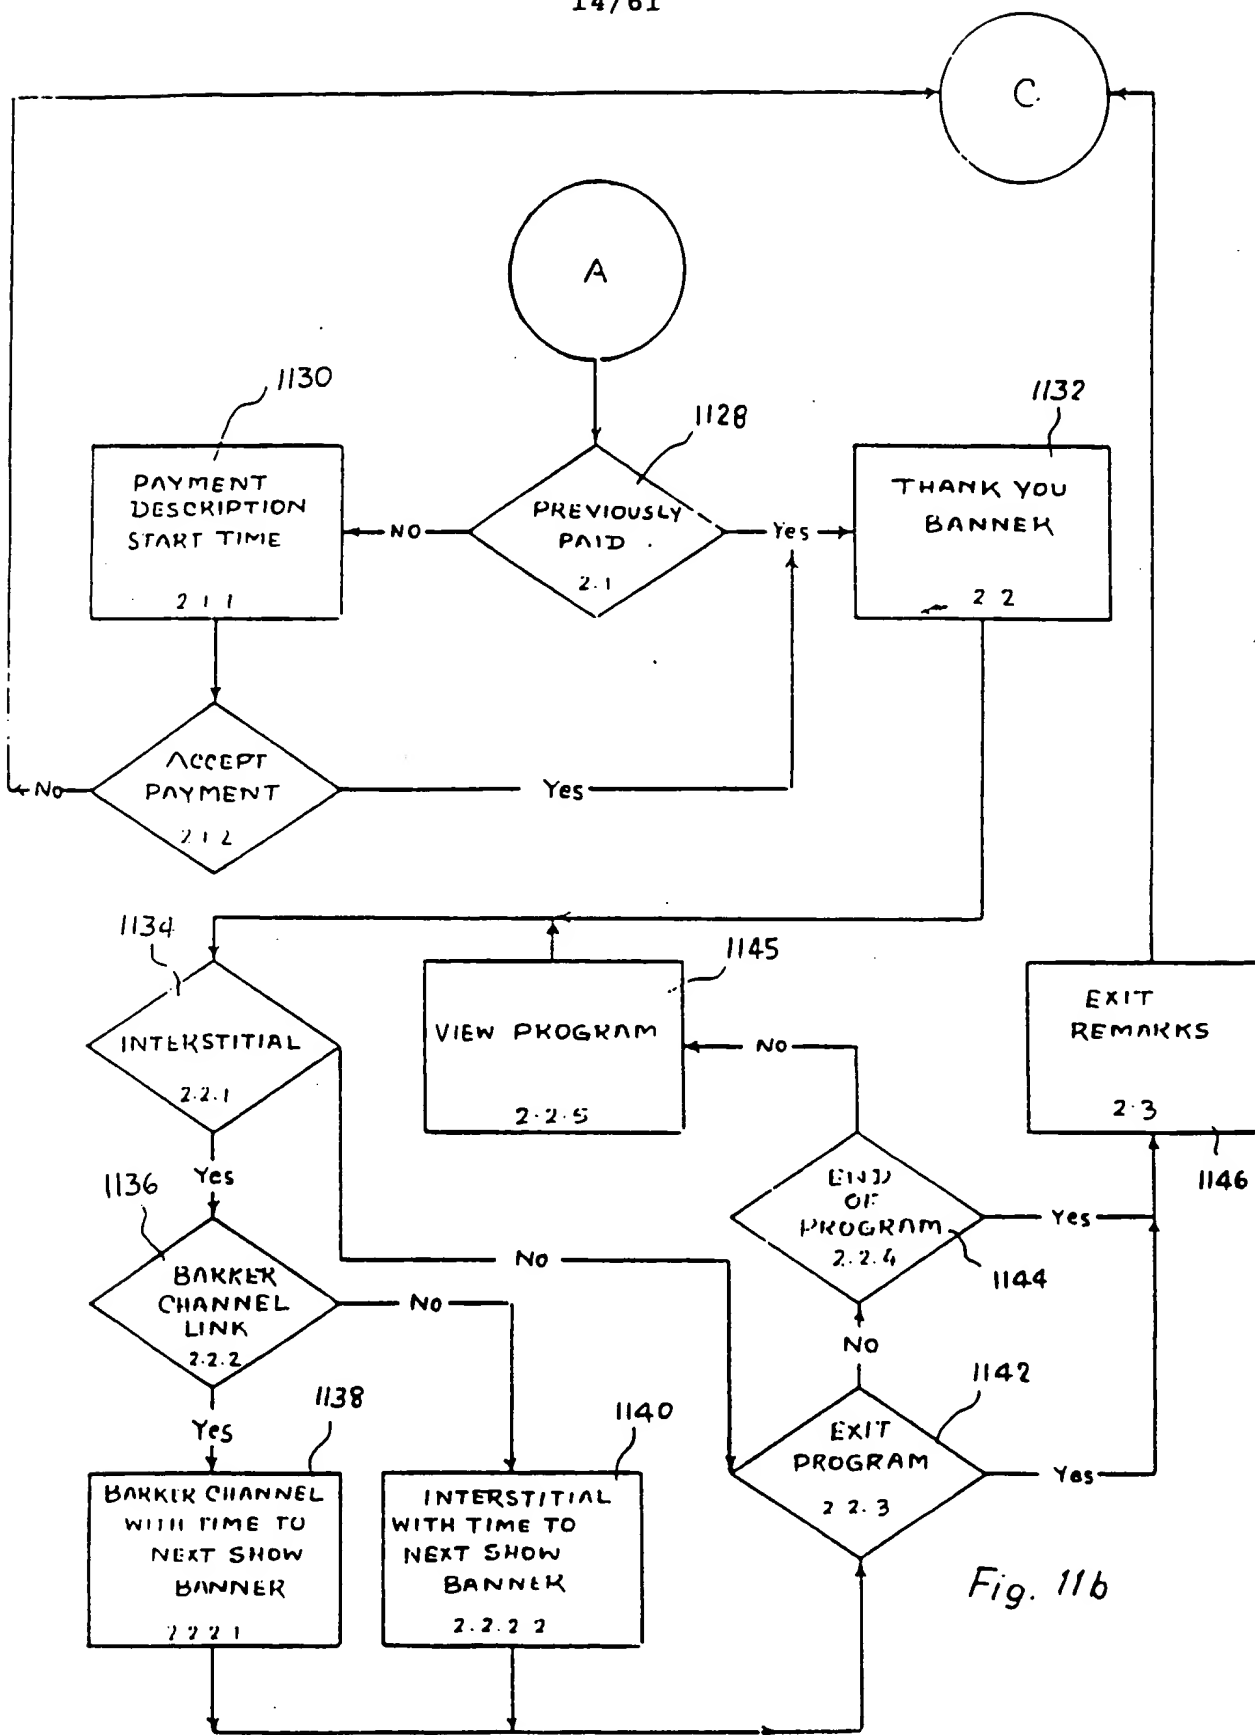 14/61
C
A
1130
1128
1132
PAYMENT
DESCRIPTION
START TIME
2 1 1
NO
PREVIOUSLY
PAID
2.1
Yes
THANK YOU
BANNER
2 2
ACCEPT
PAYMENT
2 1 2
No
Yes
1134
INTERSTITIAL
2.2.1
1145
VIEW PROGRAM
2.2.5
NO
EXIT
REMARKS
2.3
1146
Yes
1136
BARKER
CHANNEL
LINK
2.2.2
No
No
END
OF
PROGRAM
2.2.4
1144
Yes
NO
Yes
1138
1140
1142
BARKER CHANNEL
WITH TIME TO
NEXT SHOW
BANNER
2 2 2 1
INTERSTITIAL
WITH TIME TO
NEXT SHOW
BANNER
2.2.2 2
EXIT
PROGRAM
2 2.3
Yes
Fig. 11b